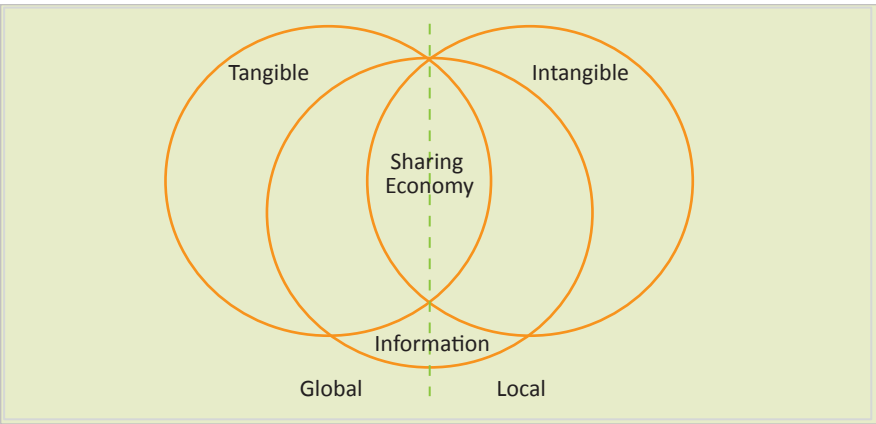 Tangible
Intangible
Sharing
Economy
Information
Global
Local